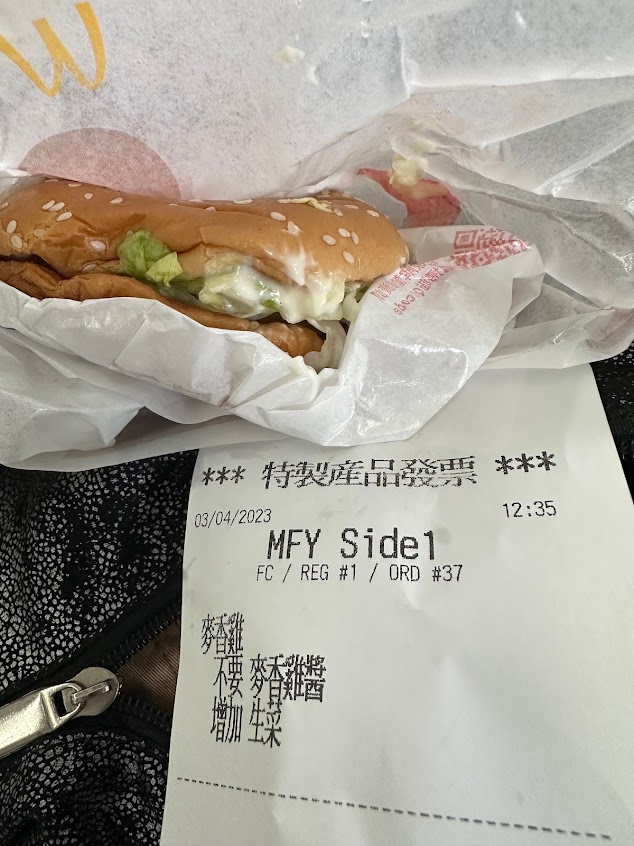 *** 特製產品發票 ***
03/04/2023 12:35
MFY Side1
FC / REG #1 / ORD #37
麥香雞
不要 麥香雞醬
增加 生菜